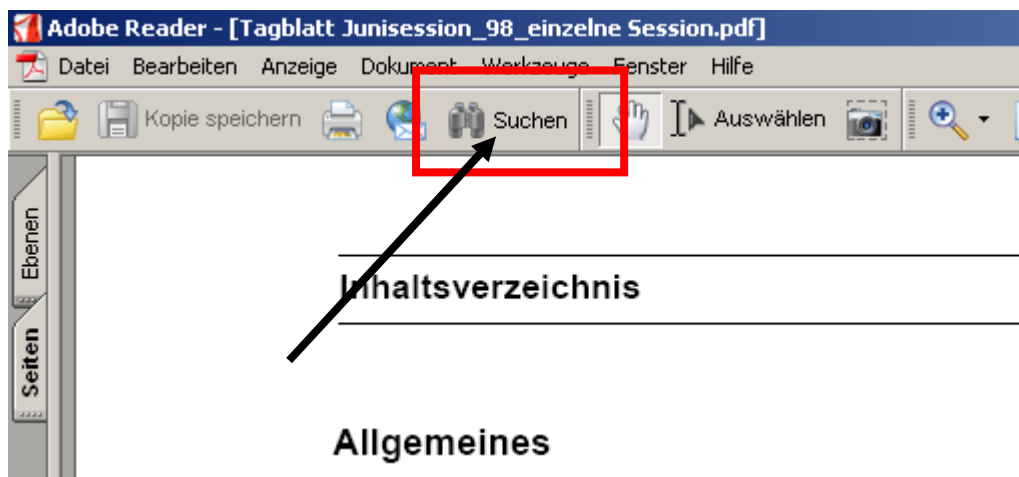 Adobe Reader - [Tagblatt Junisession_98_einzelne Session.pdf]
Datei Bearbeiten Anzeige Dokument Werkzeuge Fenster Hilfe
Kopie speichern Suchen Auswählen
Ebenen
Seiten
Inhaltsverzeichnis
Allgemeines